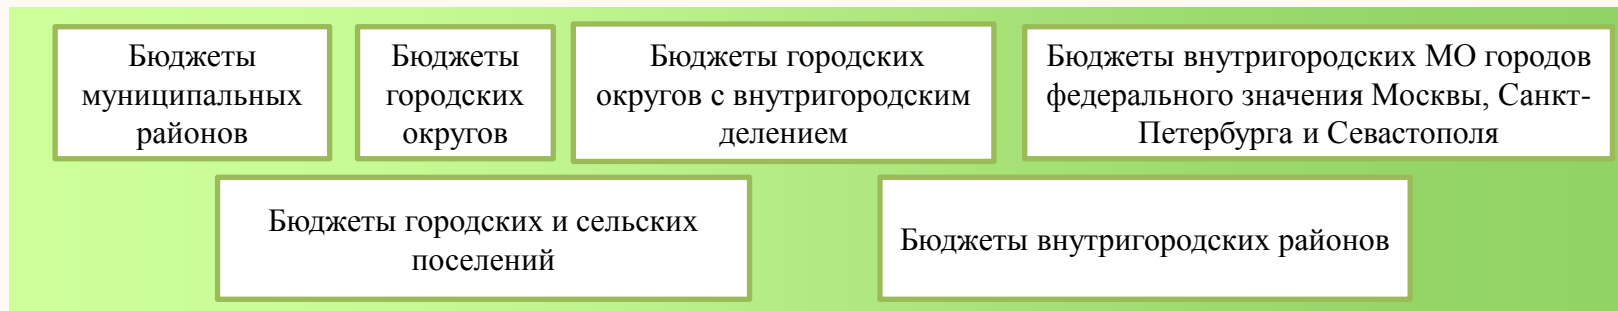 Бюджеты
муниципальных
районов
Бюджеты
городских
округов
Бюджеты городских
округов с внутригородским
делением
Бюджеты внутригородских МО городов
федерального значения Москвы, Санкт-
Петербурга и Севастополя
Бюджеты городских и сельских
поселений
Бюджеты внутригородских районов